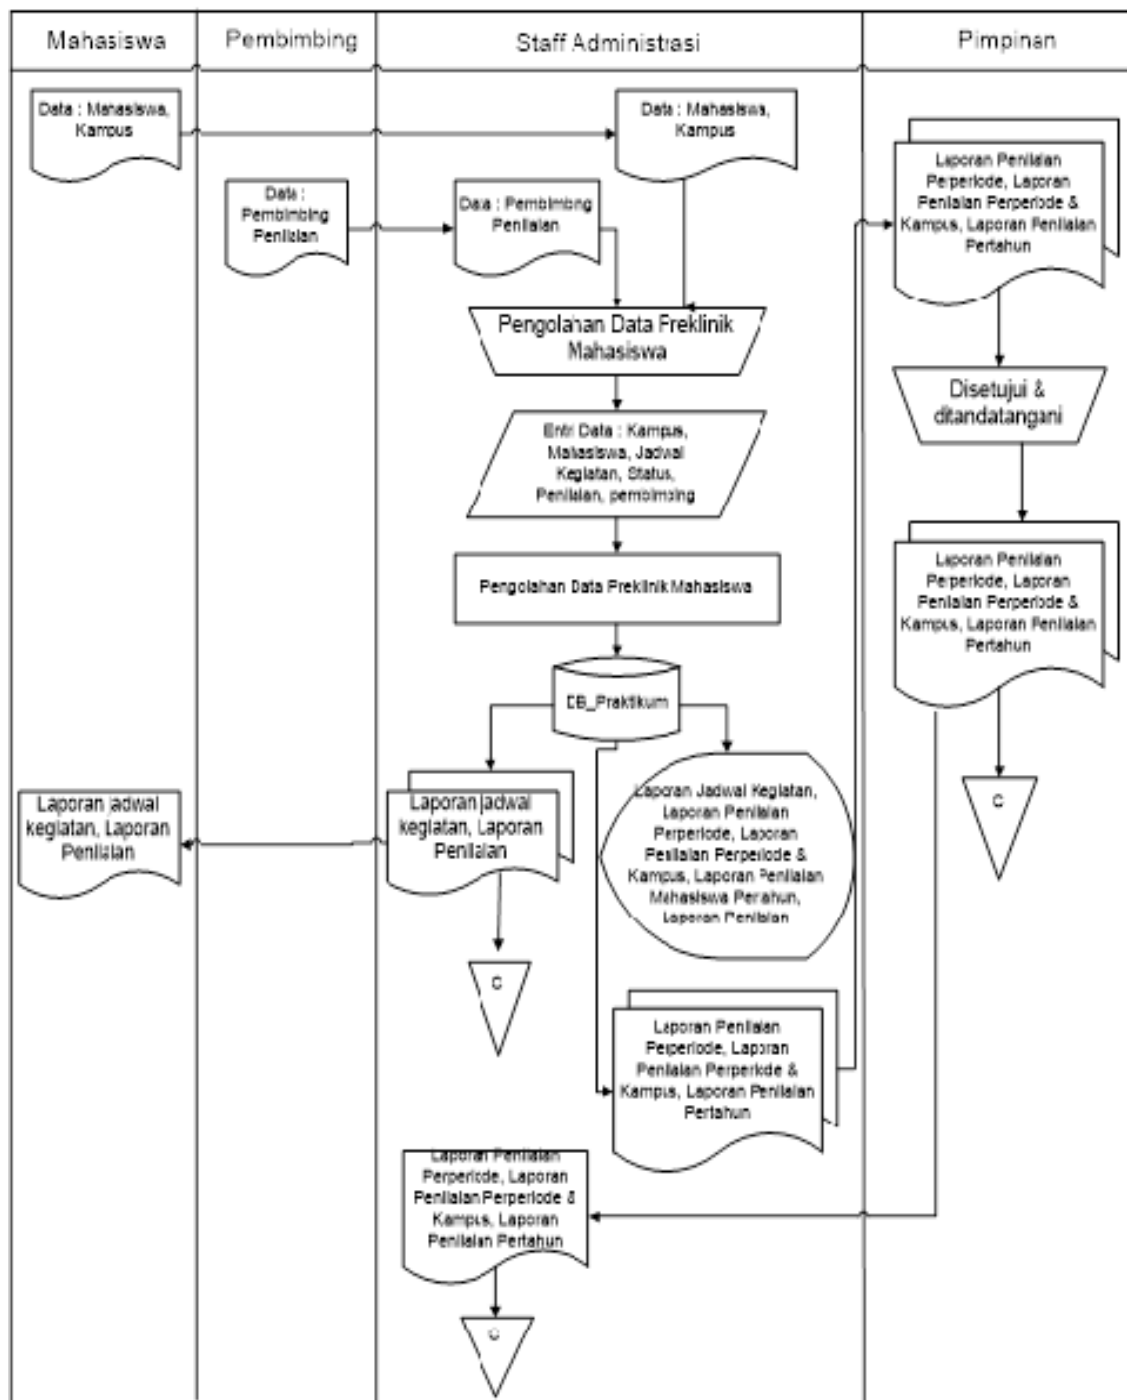 Mahasiswa
Pembimbing
Staff Administrasi
Pimpinan
Data : Mahasiswa,
Kampus
Data : Mahasiswa,
Kampus
Data :
Pembimbing
Penilaian
Data : Pembimbing
Penilaian
Pengolahan Data Freklinik
Mahasiswa
Entri Data : Kampus,
Mahasiswa, Jadwal
Kegiatan, Status,
Penilaian, pembimbing
Pengolahan Data Preklinik Mahasiswa
DB_Praktikum
Laporan jadwal
kegiatan, Laporan
Penilaian
Laporan jadwal
kegiatan, Laporan
Penilaian
C
Laporan Jadwal Kegiatan,
Laporan Penilaian
Perperiode, Laporan
Penilaian Perperiode &
Kampus, Laporan Penilaian
Mahasiswa Pertahun,
Laporan Penilaian
Laporan Penilaian
Perperiode, Laporan
Penilaian Perperiode &
Kampus, Laporan Penilaian
Pertahun
Laporan Penilaian
Perperiode, Laporan
Penilaian Perperiode &
Kampus, Laporan
Penilaian Pertahun
C
Laporan Penilaian
Perperiode, Laporan
Penilaian Perperiode &
Kampus, Laporan Penilaian
Pertahun
Disetujui &
ditandatangani
Laporan Penilaian
Perperiode, Laporan
Penilaian Perperiode &
Kampus, Laporan Penilaian
Pertahun
C